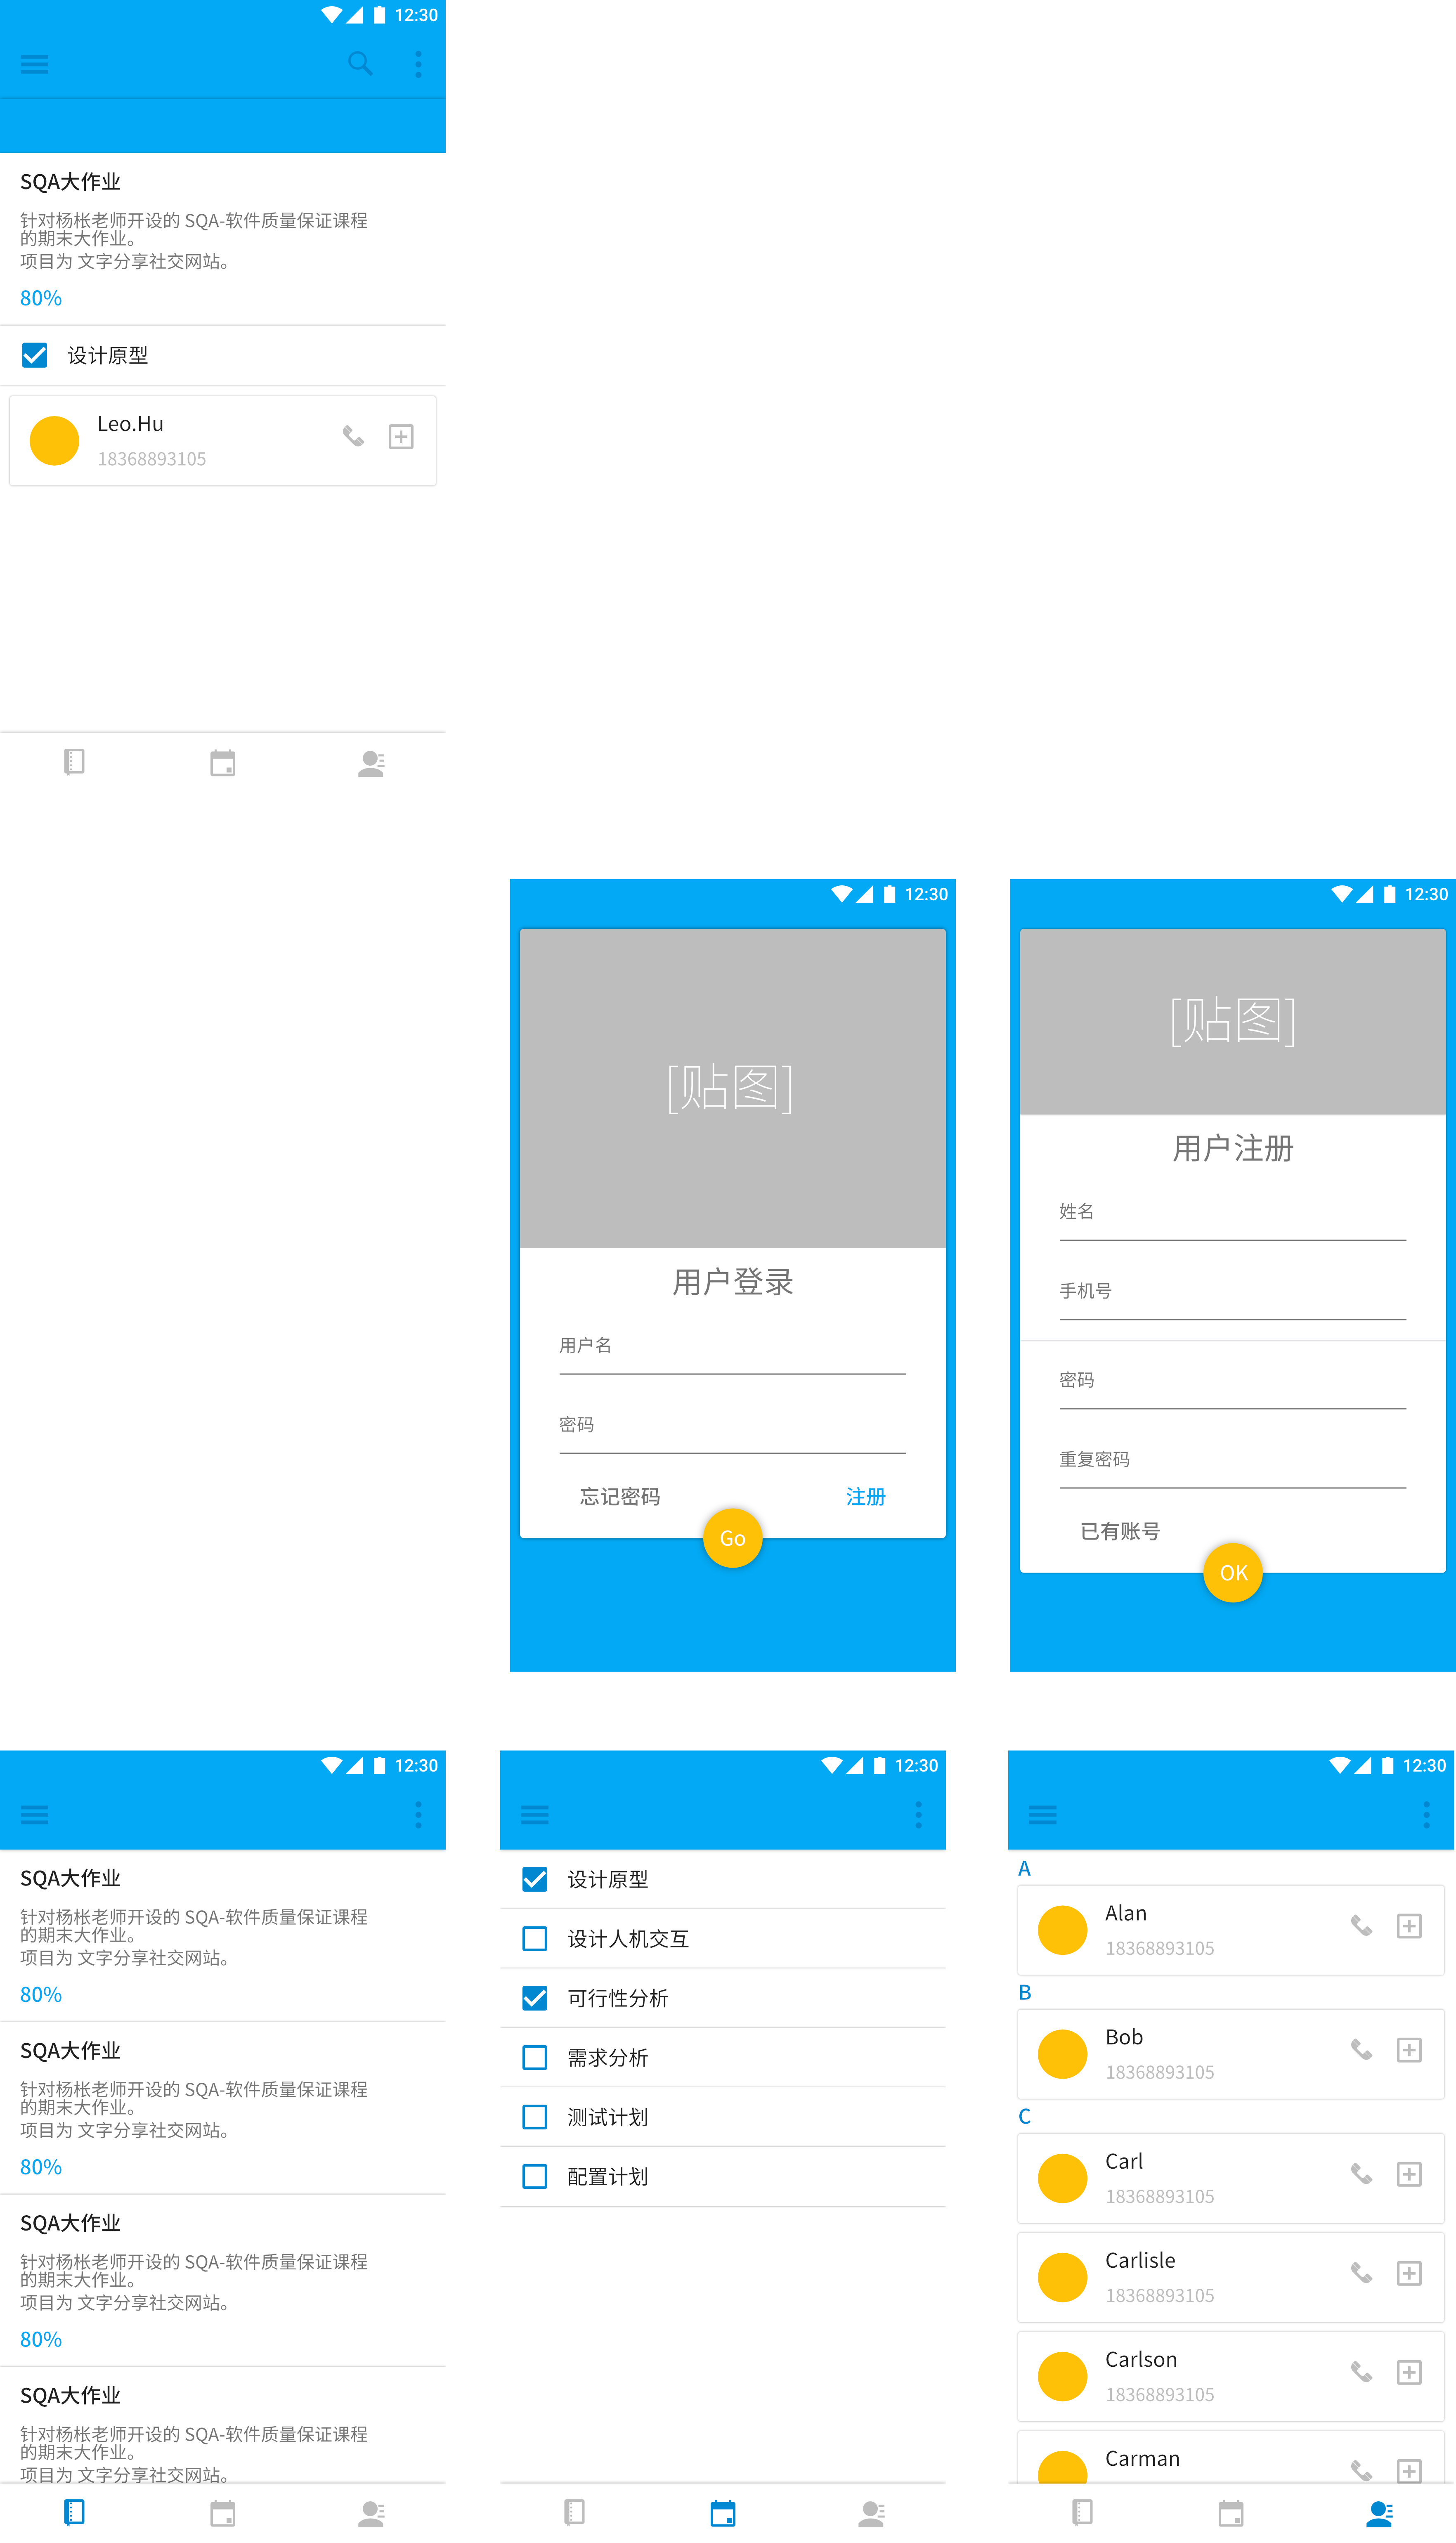 12:30
SQA大作业
针对杨枨老师开设的 SQA-软件质量保证课程
的期末大作业。
项目为 文字分享社交网站。
80%
设计原型
Leo.Hu
18368893105
12:30
[贴图]
用户登录
用户名
密码
忘记密码
注册
Go
12:30
[贴图]
用户注册
姓名
手机号
密码
重复密码
已有账号
OK
12:30
SQA大作业
针对杨枨老师开设的 SQA-软件质量保证课程
的期末大作业。
项目为 文字分享社交网站。
80%
SQA大作业
针对杨枨老师开设的 SQA-软件质量保证课程
的期末大作业。
项目为 文字分享社交网站。
80%
SQA大作业
针对杨枨老师开设的 SQA-软件质量保证课程
的期末大作业。
项目为 文字分享社交网站。
80%
SQA大作业
针对杨枨老师开设的 SQA-软件质量保证课程
的期末大作业。
项目为 文字分享社交网站。
12:30
设计原型
设计人机交互
可行性分析
需求分析
测试计划
配置计划
12:30
A
Alan
18368893105
B
Bob
18368893105
C
Carl
18368893105
Carlisle
18368893105
Carlson
18368893105
Carman